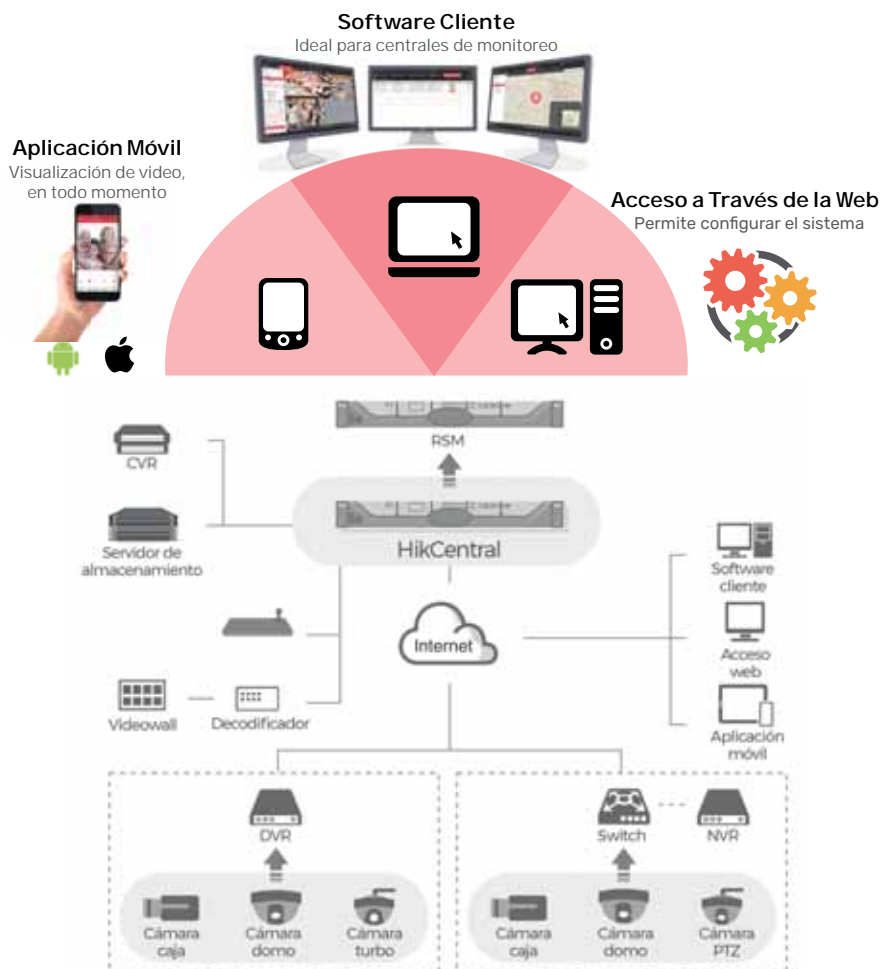 Software Cliente
Ideal para centrales de monitoreo
Aplicación Móvil
Visualización de video,
en todo momento
Acceso a Través de la Web
Permite configurar el sistema
RSM
CVR
HikCentral
Servidor de
almacenamiento
Software
cliente
Internet
Acceso
web
Videowall
Decodificador
Aplicación
móvil
DVR
Switch
NVR
Cámara
caja
Cámara
domo
Cámara
turbo
Cámara
caja
Cámara
domo
Cámara
PTZ